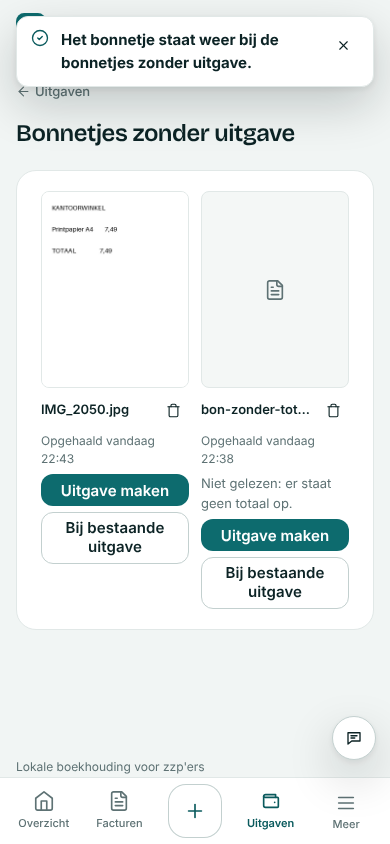 Het bonnetje staat weer bij de
bonnetjes zonder uitgave.
Uitgaven
Bonnetjes zonder uitgave
KANTOORWINKEL
Printpapier A4 7,49
TOTAAL 7,49
IMG_2050.jpg
Opgehaald vandaag
22:43
Uitgave maken
Bij bestaande
uitgave
bon-zonder-tot...
Opgehaald vandaag
22:38
Niet gelezen: er staat
geen totaal op.
Uitgave maken
Bij bestaande
uitgave
Lokale boekhouding voor zzp'ers
Overzicht
Facturen
Uitgaven
Meer